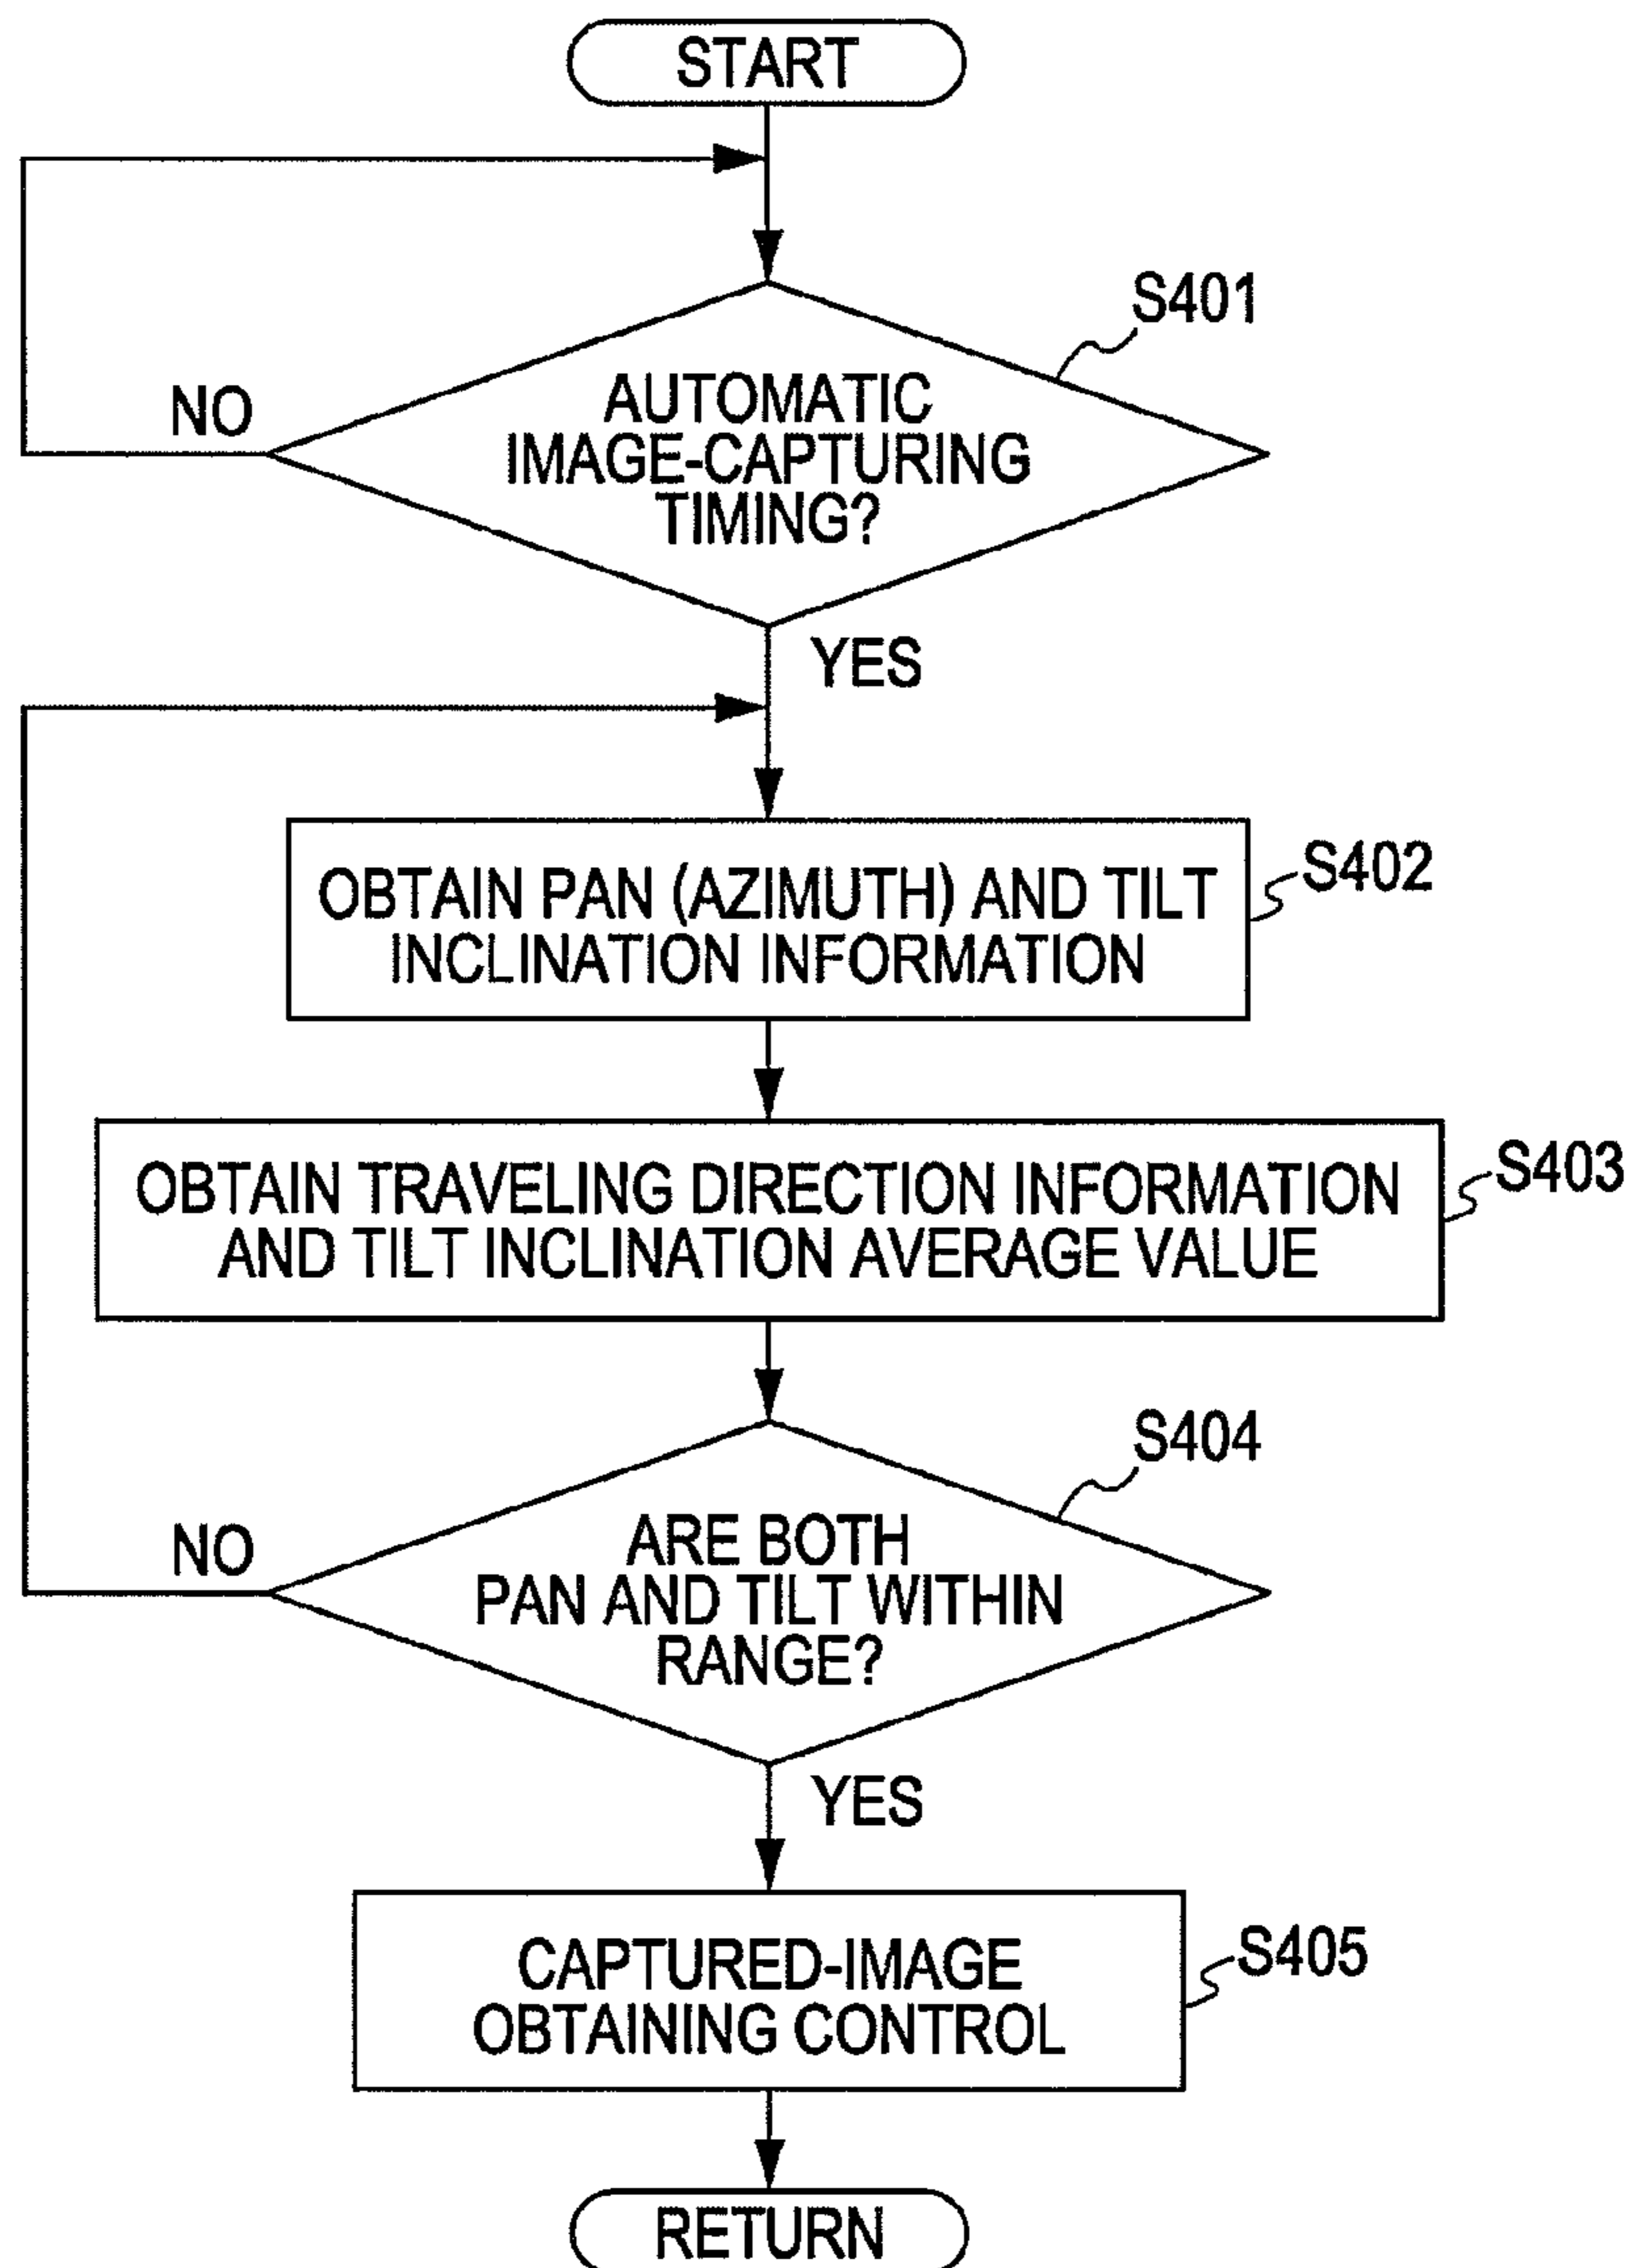 START
S401
AUTOMATIC
IMAGE-CAPTURING
TIMING?
NO
YES
OBTAIN PAN (AZIMUTH) AND TILT
INCLINATION INFORMATION
S402
OBTAIN TRAVELING DIRECTION INFORMATION
AND TILT INCLINATION AVERAGE VALUE
S403
S404
ARE BOTH
PAN AND TILT WITHIN
RANGE?
NO
YES
CAPTURED-IMAGE
OBTAINING CONTROL
S405
RETURN